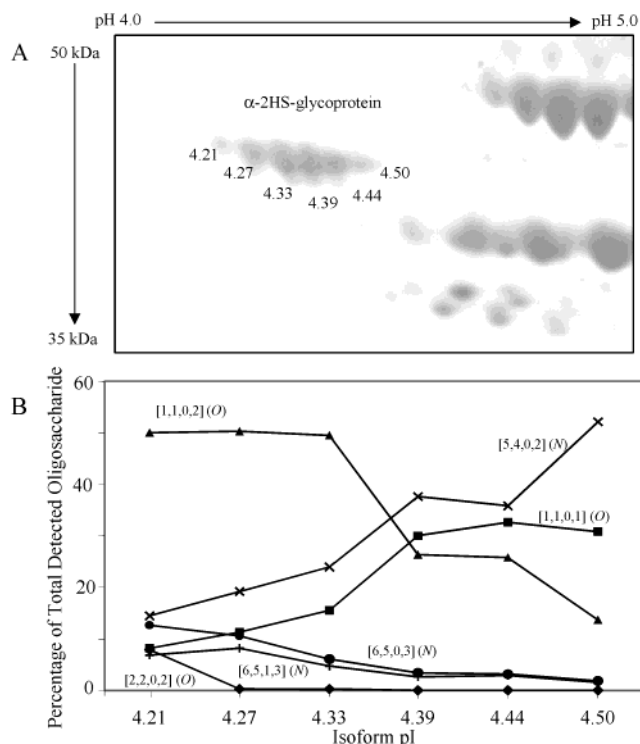 pH 4.0 pH 5.0
A
50 kDa
α-2HS-glycoprotein
4.21
4.27
4.33
4.39
4.44
4.50
35 kDa
B
Percentage of Total Detected Oligosaccharide
60
40
20
0
[1,1,0,2] (O)
[5,4,0,2] (N)
[1,1,0,1] (O)
[6,5,0,3] (N)
[6,5,1,3] (N)
[2,2,0,2] (O)
4.21 4.27 4.33 4.39 4.44 4.50
Isoform pI